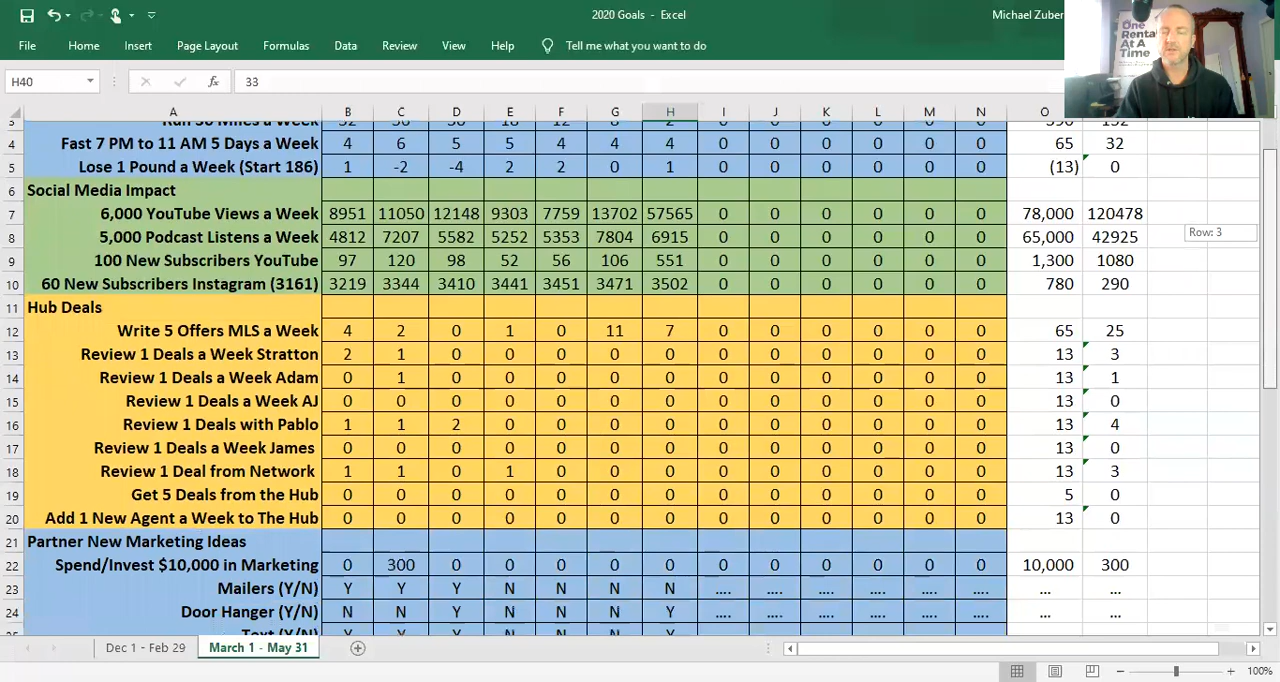 2020 Goals - Excel
Michael Zuber
File Home Insert Page Layout Formulas Data Review View Help Tell me what you want to do
One
Rental
At A
Time
H40 fx 33
A B C D E F G H I J K L M N O
4 Fast 7 PM to 11 AM 5 Days a Week 4 6 5 5 4 4 4 0 0 0 0 0 0 65 32
5 Lose 1 Pound a Week (Start 186) 1 -2 -4 2 2 0 1 0 0 0 0 0 0 (13) 0
6 Social Media Impact
7 6,000 YouTube Views a Week 8951 11050 12148 9303 7759 13702 57565 0 0 0 0 0 0 78,000 120478
8 5,000 Podcast Listens a Week 4812 7207 5582 5252 5353 7804 6915 0 0 0 0 0 0 65,000 42925 Row: 3
9 100 New Subscribers YouTube 97 120 98 52 56 106 551 0 0 0 0 0 0 1,300 1080
10 60 New Subscribers Instagram (3161) 3219 3344 3410 3441 3451 3471 3502 0 0 0 0 0 0 780 290
11 Hub Deals
12 Write 5 Offers MLS a Week 4 2 0 1 0 11 7 0 0 0 0 0 0 65 25
13 Review 1 Deals a Week Stratton 2 1 0 0 0 0 0 0 0 0 0 0 0 13 3
14 Review 1 Deals a Week Adam 0 1 0 0 0 0 0 0 0 0 0 0 0 13 1
15 Review 1 Deals a Week AJ 0 0 0 0 0 0 0 0 0 0 0 0 0 13 0
16 Review 1 Deals with Pablo 1 1 2 0 0 0 0 0 0 0 0 0 0 13 4
17 Review 1 Deals a Week James 0 0 0 0 0 0 0 0 0 0 0 0 0 13 0
18 Review 1 Deal from Network 1 1 0 1 0 0 0 0 0 0 0 0 0 13 3
19 Get 5 Deals from the Hub 0 0 0 0 0 0 0 0 0 0 0 0 0 5 0
20 Add 1 New Agent a Week to The Hub 0 0 0 0 0 0 0 0 0 0 0 0 0 13 0
21 Partner New Marketing Ideas
22 Spend/Invest $10,000 in Marketing 0 300 0 0 0 0 0 0 0 0 0 0 0 10,000 300
23 Mailers (Y/N) Y Y Y N N N N .... .... .... .... .... .... ... ...
24 Door Hanger (Y/N) N N Y N N N Y .... .... .... .... .... .... ... ...
Dec 1 - Feb 29 March 1 - May 31
100%